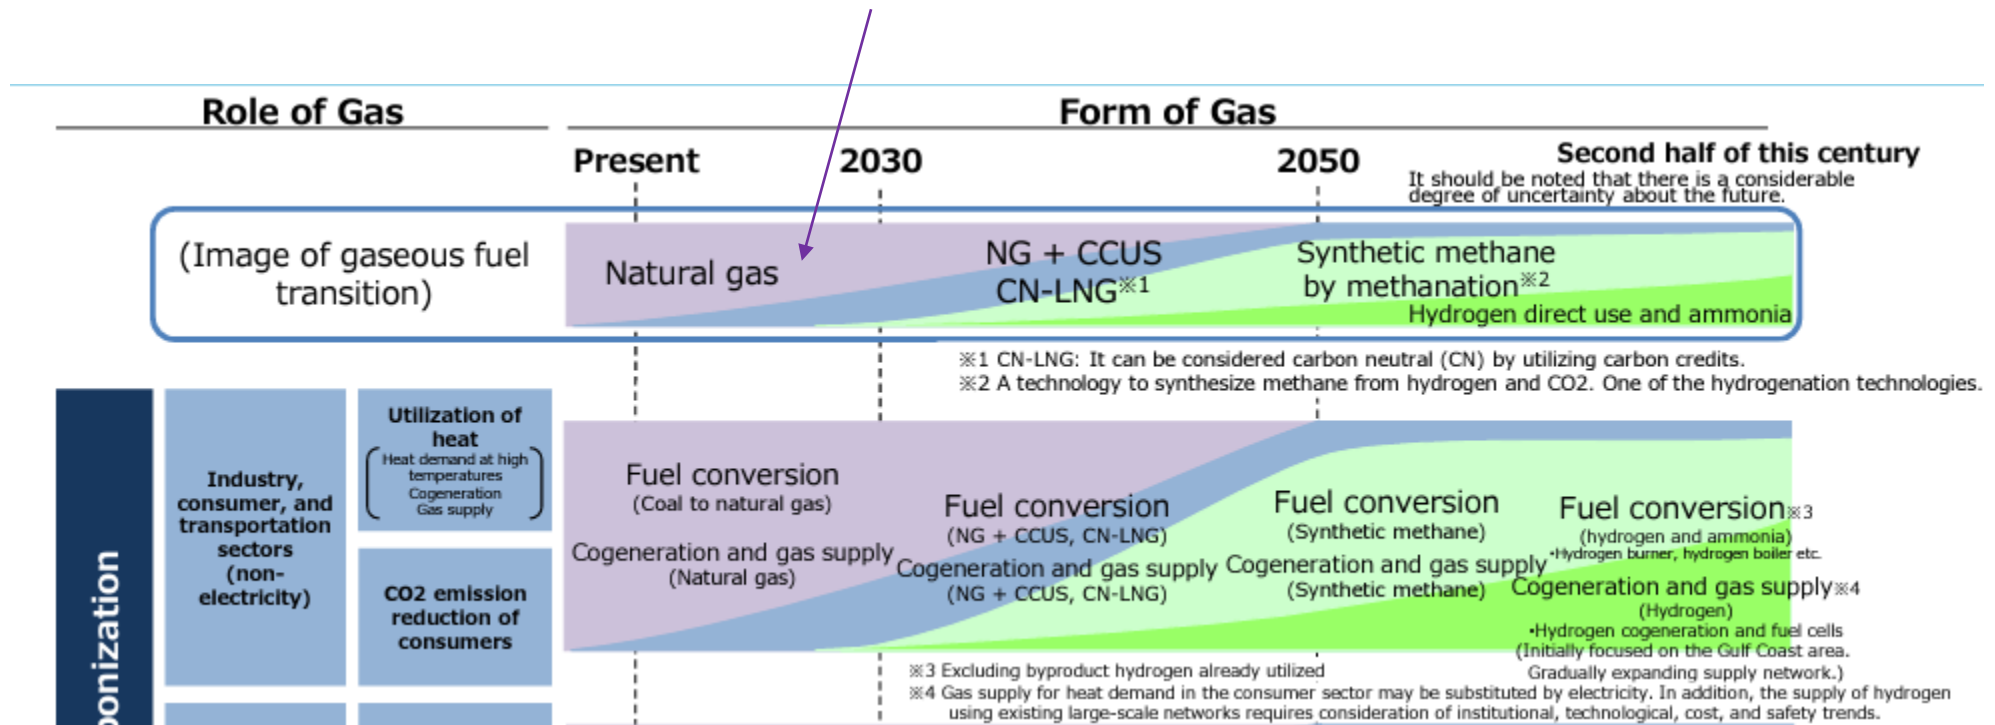 Role of Gas
Form of Gas
Present
2030
2050
Second half of this century
It should be noted that there is a considerable
degree of uncertainty about the future.
(Image of gaseous fuel
transition)
Natural gas
NG + CCUS
CN-LNG※1
Synthetic methane
by methanation※2
Hydrogen direct use and ammonia
※1 CN-LNG: It can be considered carbon neutral (CN) by utilizing carbon credits.
※2 A technology to synthesize methane from hydrogen and CO2. One of the hydrogenation technologies.
onization
Industry,
consumer, and
transportation
sectors
(non-
electricity)
Utilization of
heat
Heat demand at high
temperatures
Cogeneration
Gas supply
CO2 emission
reduction of
consumers
Fuel conversion
(Coal to natural gas)
Cogeneration and gas supply
(Natural gas)
Fuel conversion
(NG + CCUS, CN-LNG)
Cogeneration and gas supply
(NG + CCUS, CN-LNG)
Fuel conversion
(Synthetic methane)
Cogeneration and gas supply
(Synthetic methane)
Fuel conversion※3
(hydrogen and ammonia)
•Hydrogen burner, hydrogen boiler etc.
Cogeneration and gas supply※4
(Hydrogen)
•Hydrogen cogeneration and fuel cells
(Initially focused on the Gulf Coast area.
Gradually expanding supply network.)
※3 Excluding byproduct hydrogen already utilized
※4 Gas supply for heat demand in the consumer sector may be substituted by electricity. In addition, the supply of hydrogen
using existing large-scale networks requires consideration of institutional, technological, cost, and safety trends.